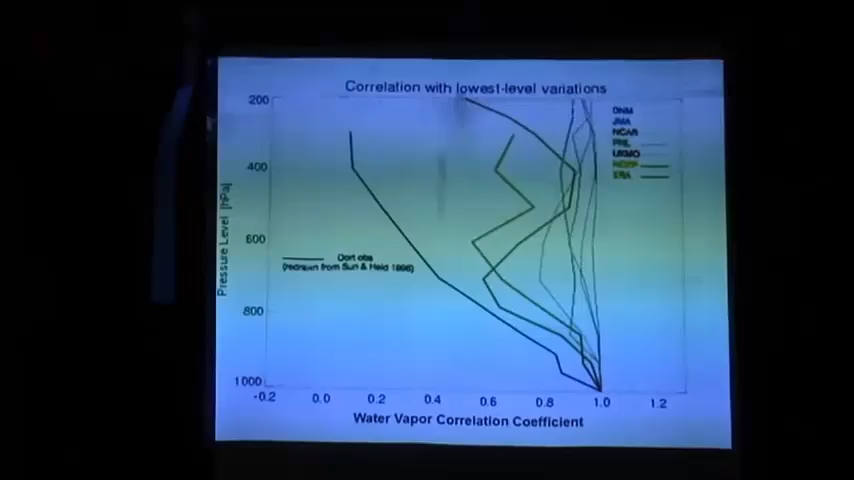 Correlation with lowest-level variations
200
400
600
800
1000
Pressure Level [hPa]
DNM
JMA
NCAR
PNL
UKMO
NCEP
ERA
Oort obs
(redrawn from Sun & Held 1996)
-0.2 0.0 0.2 0.4 0.6 0.8 1.0 1.2
Water Vapor Correlation Coefficient